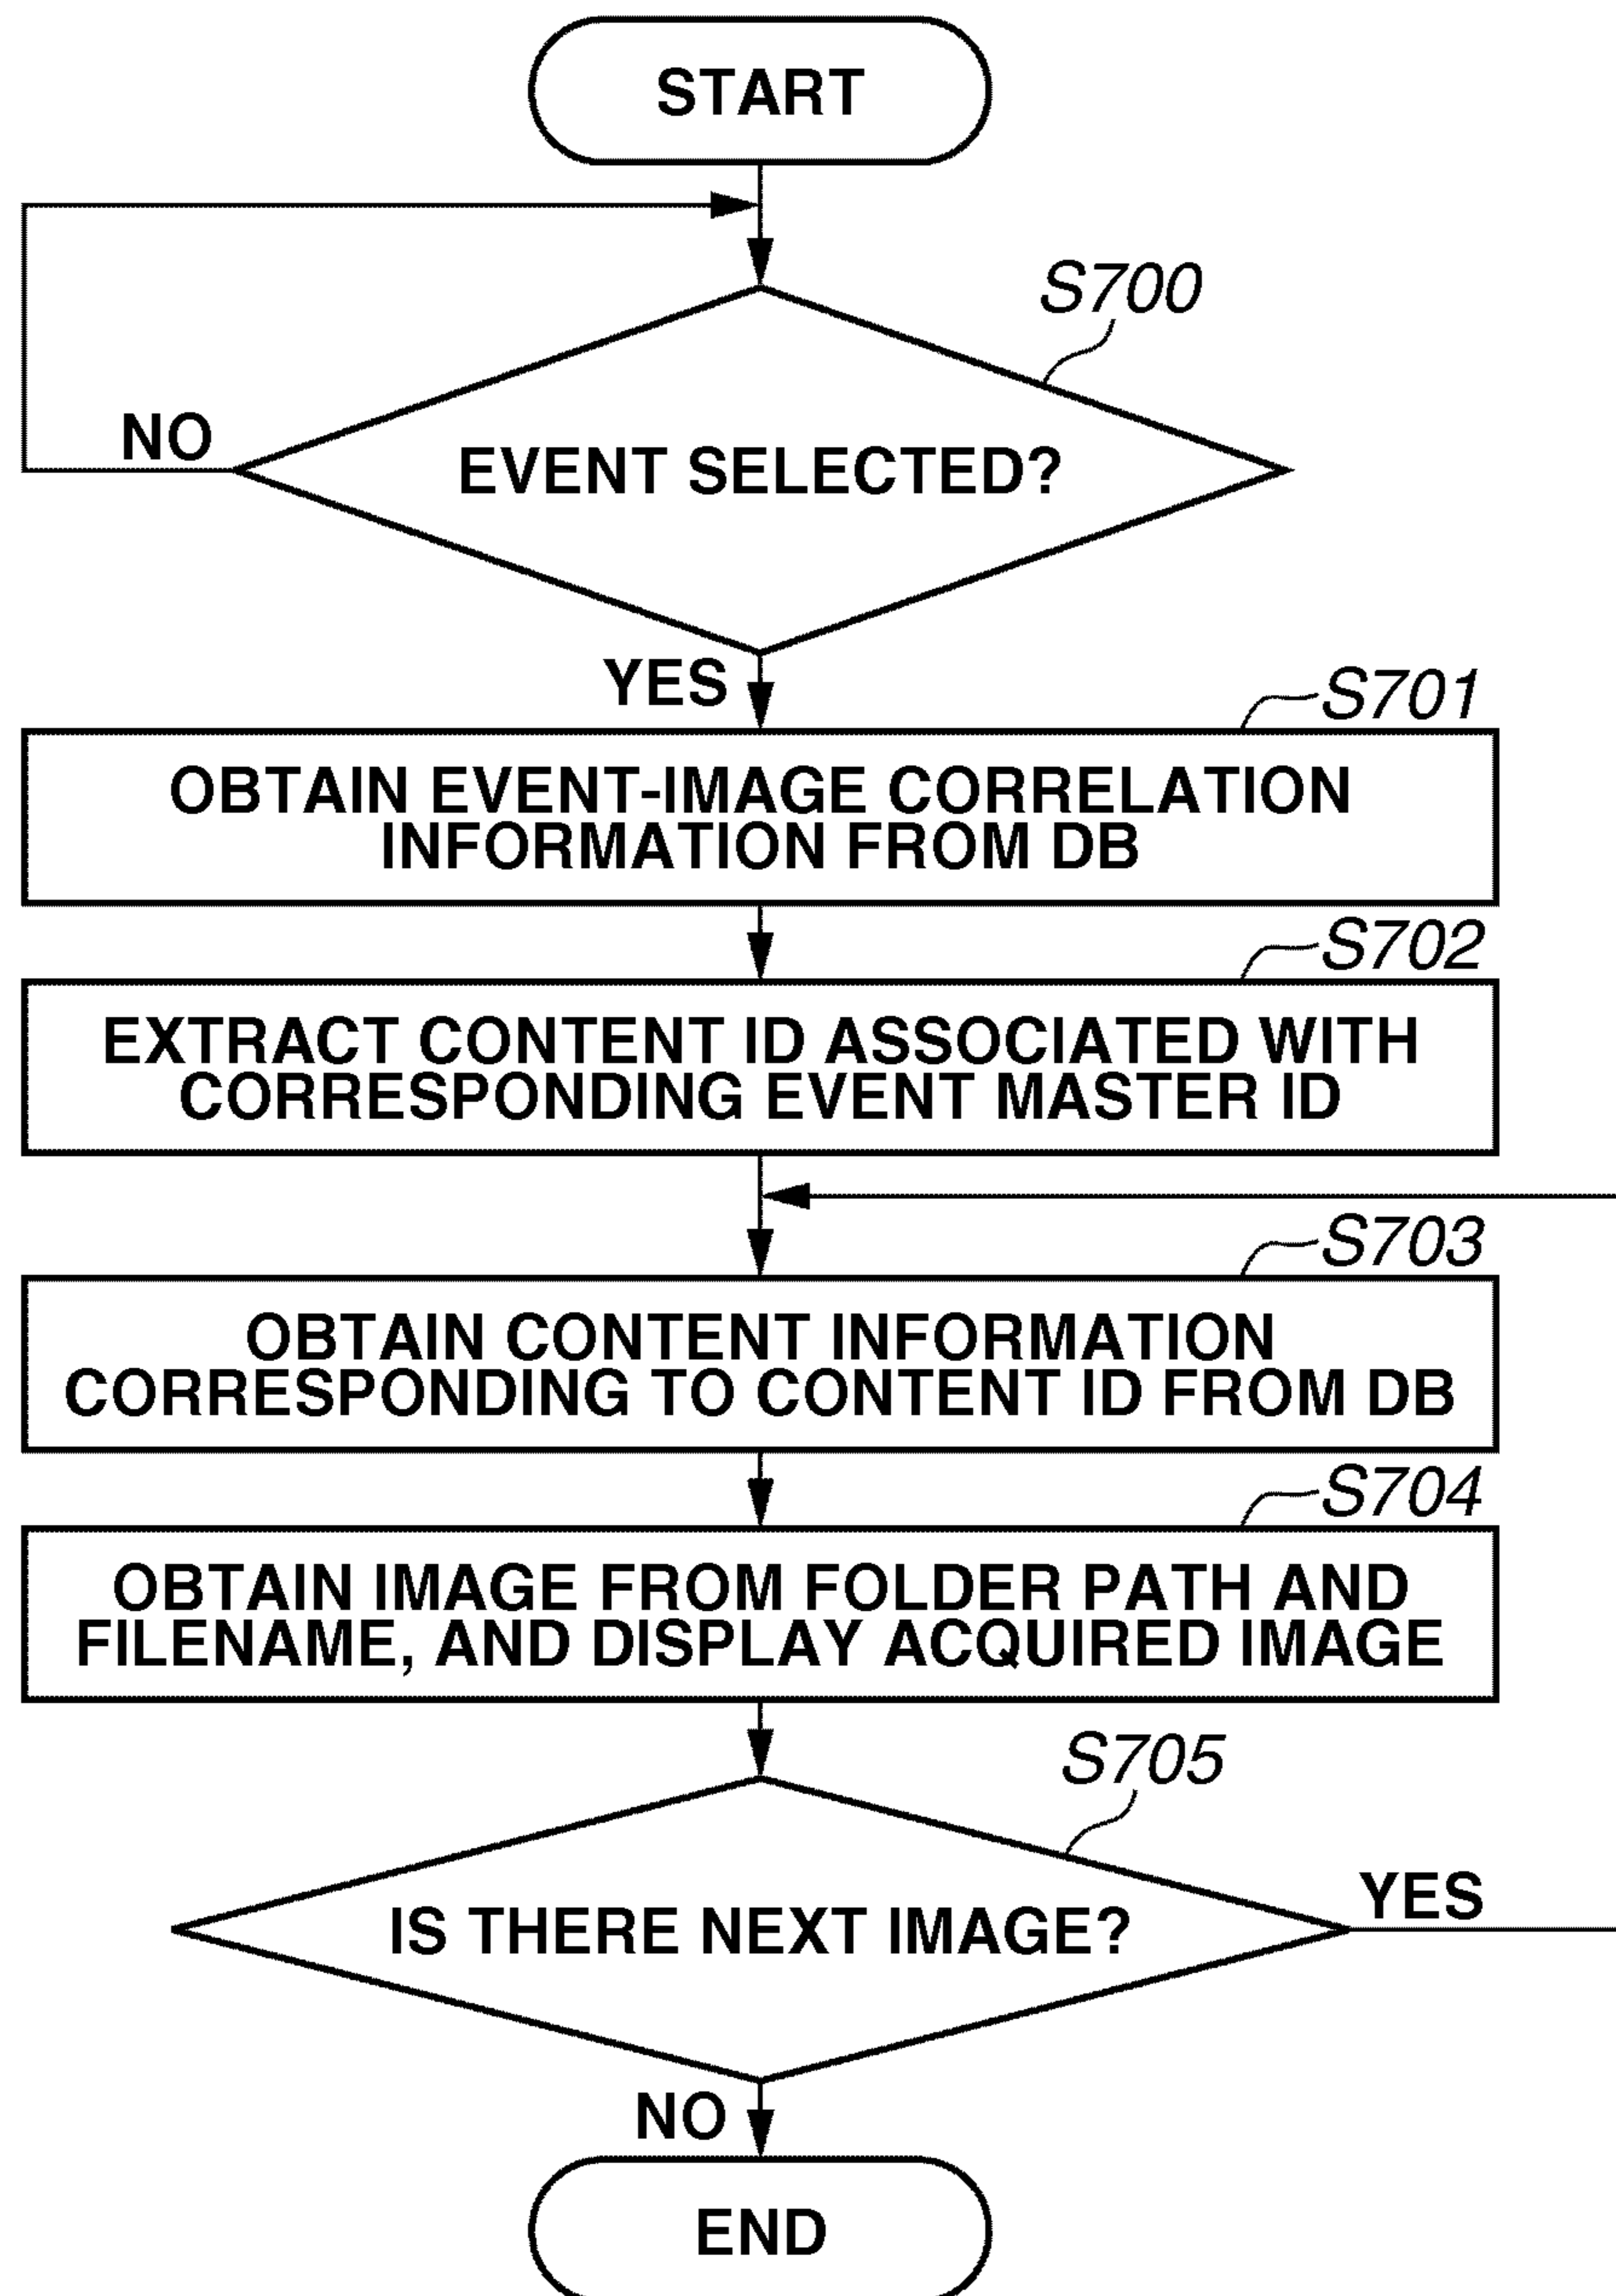 START
S700
NO
EVENT SELECTED?
YES
S701
OBTAIN EVENT-IMAGE CORRELATION
INFORMATION FROM DB
S702
EXTRACT CONTENT ID ASSOCIATED WITH
CORRESPONDING EVENT MASTER ID
S703
OBTAIN CONTENT INFORMATION
CORRESPONDING TO CONTENT ID FROM DB
S704
OBTAIN IMAGE FROM FOLDER PATH AND
FILENAME, AND DISPLAY ACQUIRED IMAGE
S705
YES
IS THERE NEXT IMAGE?
NO
END